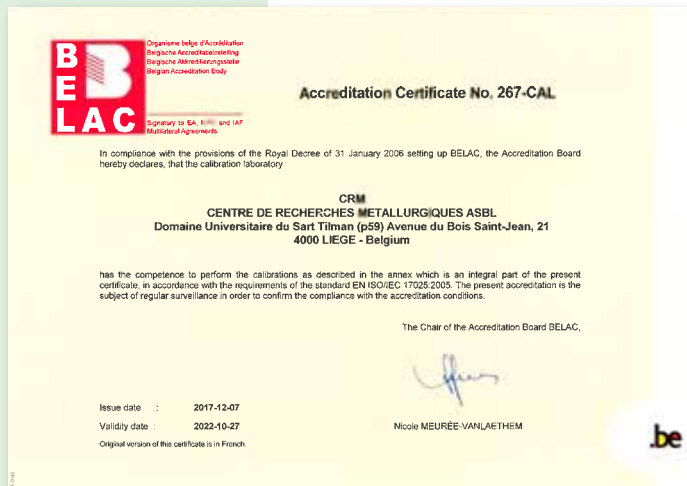 BELAC
Organisme belge d'Accréditation
Belgische Accreditatieinstelling
Belgische Akkreditierungsstelle
Belgian Accreditation Body
Signatory to EA, and IAF
Multilateral Agreements
Accreditation Certificate No. 267-CAL
In compliance with the provisions of the Royal Decree of 31 January 2006 setting up BELAC, the Accreditation Board
hereby declares, that the calibration laboratory
CRM
CENTRE DE RECHERCHES METALLURGIQUES ASBL
Domaine Universitaire du Sart Tilman (p59) Avenue du Bois Saint-Jean, 21
4000 LIEGE - Belgium
has the competence to perform the calibrations as described in the annex which is an integral part of the present
certificate, in accordance with the requirements of the standard EN ISO/IEC 17025:2005. The present accreditation is the
subject of regular surveillance in order to confirm the compliance with the accreditation conditions.
The Chair of the Accreditation Board BELAC,
Issue date : 2017-12-07
Validity date : 2022-10-27
Nicole MEURÉE-VANLAETHEM
Original version of this certificate is in French.
.be